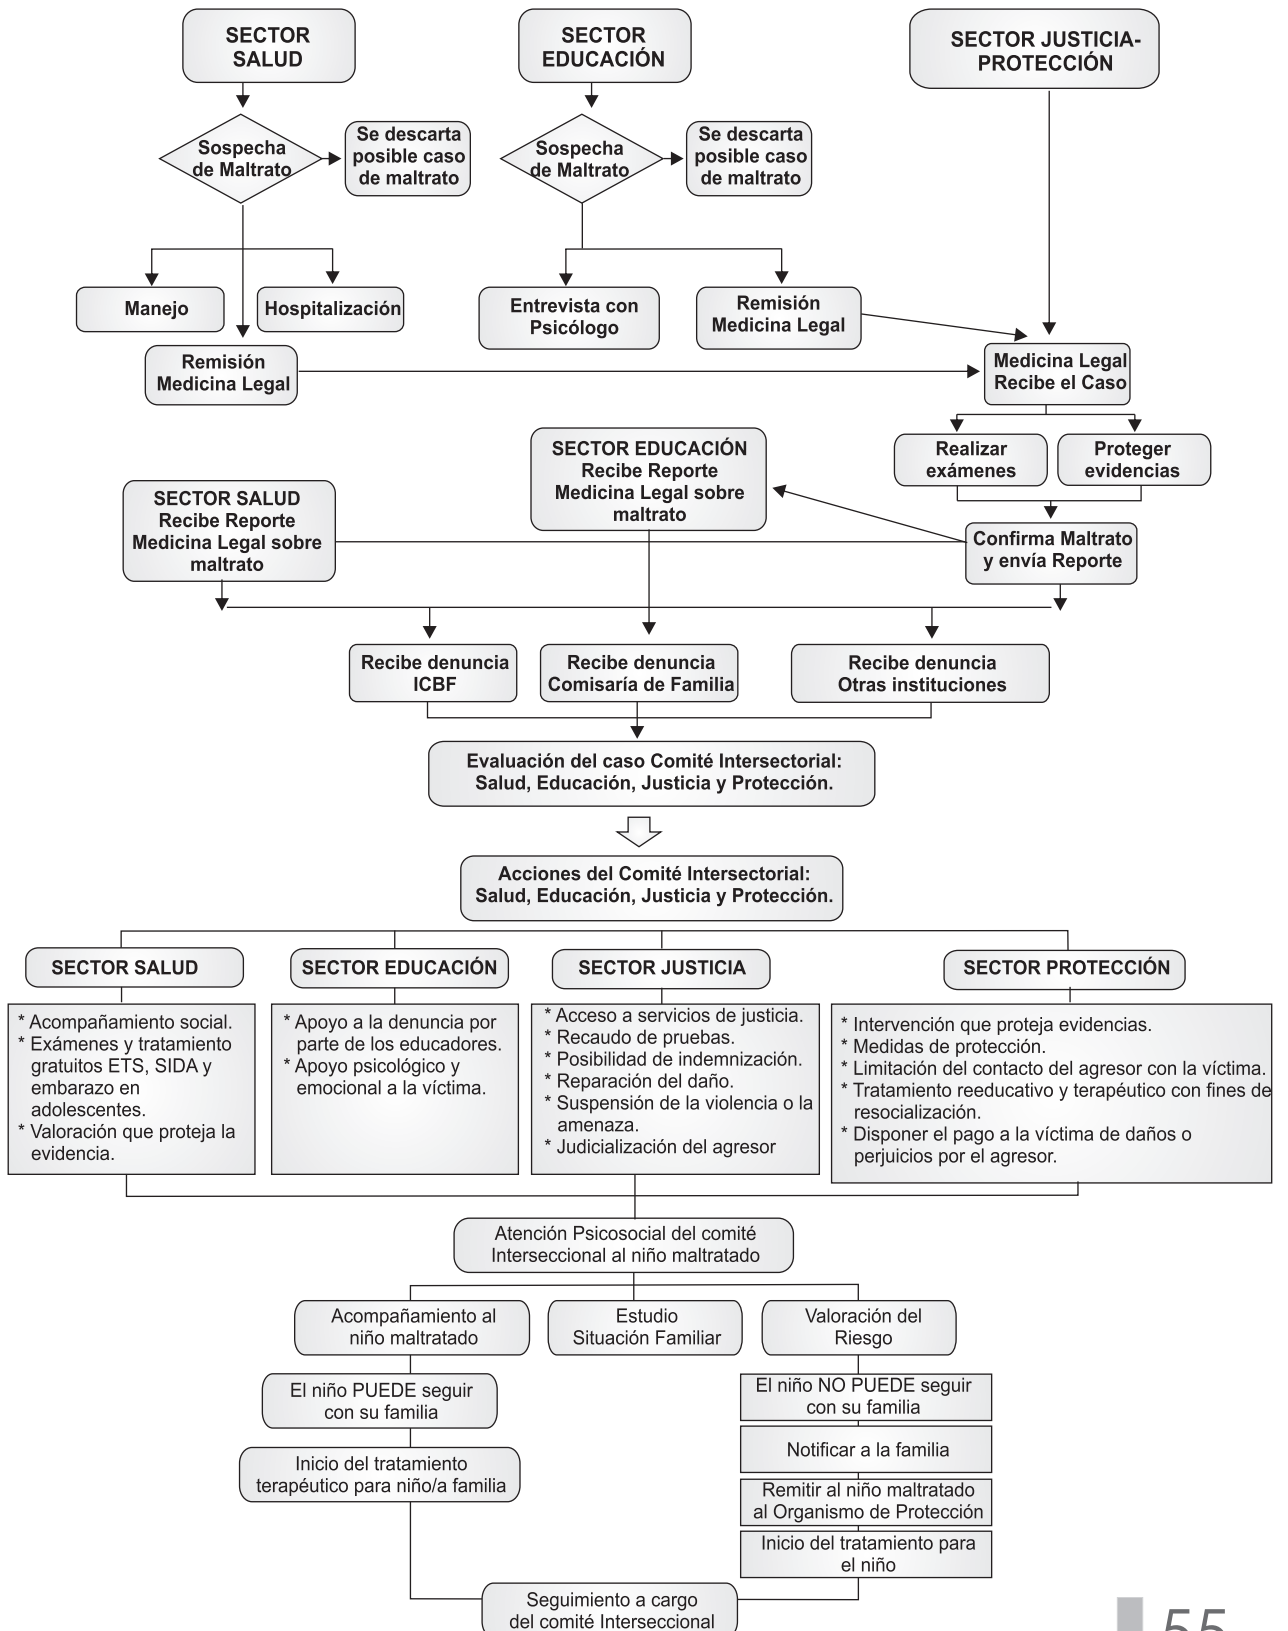 SECTOR
SALUD
SECTOR
EDUCACIÓN
SECTOR JUSTICIA-
PROTECCIÓN
Sospecha
de Maltrato
Se descarta
posible caso
de maltrato
Sospecha
de Maltrato
Se descarta
posible caso
de maltrato
Manejo
Hospitalización
Remisión
Medicina Legal
Entrevista con
Psicólogo
Remisión
Medicina Legal
Medicina Legal
Recibe el Caso
Realizar
exámenes
Proteger
evidencias
SECTOR EDUCACIÓN
Recibe Reporte
Medicina Legal sobre
maltrato
SECTOR SALUD
Recibe Reporte
Medicina Legal sobre
maltrato
Confirma Maltrato
y envía Reporte
Recibe denuncia
ICBF
Recibe denuncia
Comisaría de Familia
Recibe denuncia
Otras instituciones
Evaluación del caso Comité Intersectorial:
Salud, Educación, Justicia y Protección.
Acciones del Comité Intersectorial:
Salud, Educación, Justicia y Protección.
SECTOR SALUD
* Acompañamiento social.
* Exámenes y tratamiento
gratuitos ETS, SIDA y
embarazo en
adolescentes.
* Valoración que proteja la
evidencia.
SECTOR EDUCACIÓN
* Apoyo a la denuncia por
parte de los educadores.
* Apoyo psicológico y
emocional a la víctima.
SECTOR JUSTICIA
* Acceso a servicios de justicia.
* Recaudo de pruebas.
* Posibilidad de indemnización.
* Reparación del daño.
* Suspensión de la violencia o la
amenaza.
* Judicialización del agresor
SECTOR PROTECCIÓN
* Intervención que proteja evidencias.
* Medidas de protección.
* Limitación del contacto del agresor con la víctima.
* Tratamiento reeducativo y terapéutico con fines de
resocialización.
* Disponer el pago a la víctima de daños o
perjuicios por el agresor.
Atención Psicosocial del comité
Interseccional al niño maltratado
Acompañamiento al
niño maltratado
Estudio
Situación Familiar
Valoración del
Riesgo
El niño PUEDE seguir
con su familia
Inicio del tratamiento
terapéutico para niño/a familia
El niño NO PUEDE seguir
con su familia
Notificar a la familia
Remitir al niño maltratado
al Organismo de Protección
Inicio del tratamiento para
el niño
Seguimiento a cargo
del comité Interseccional
55